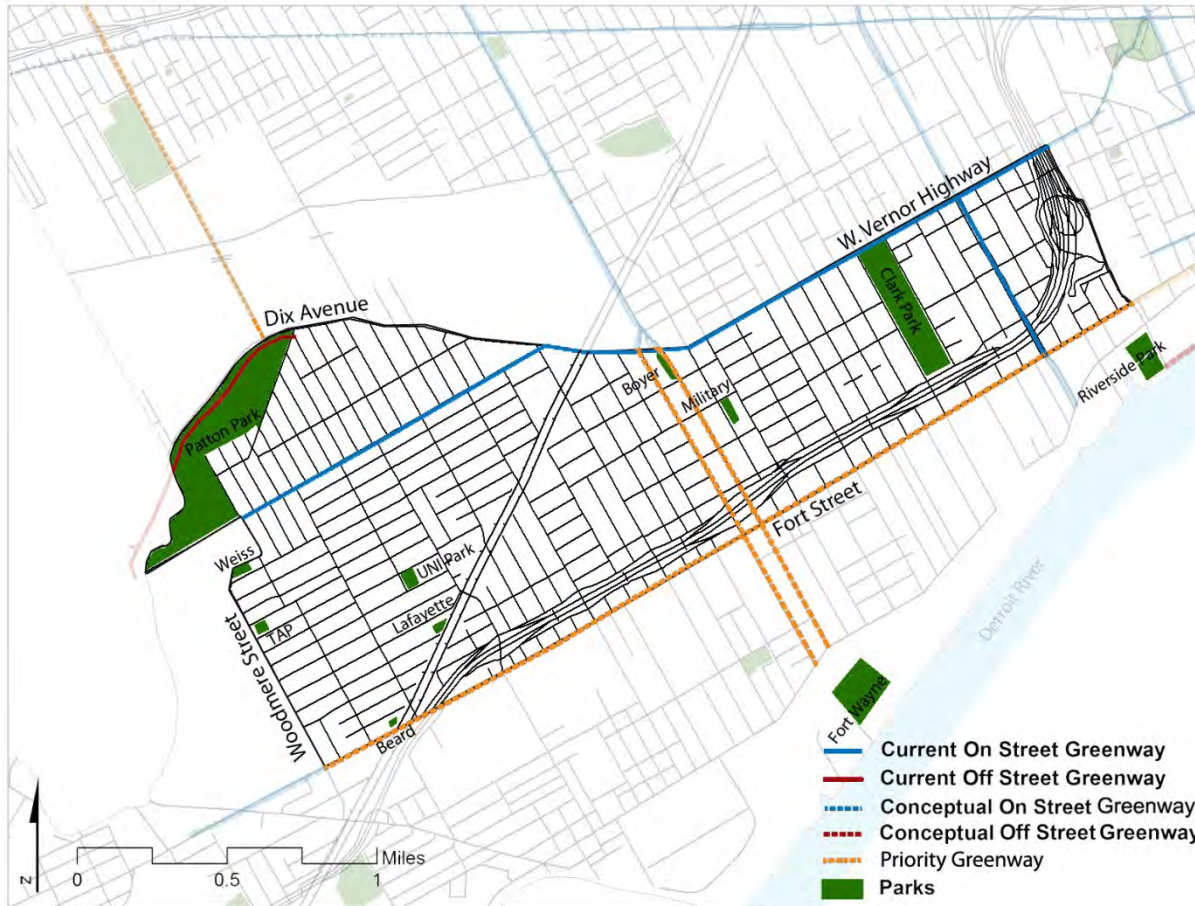 W. Vernor Highway
Dix Avenue
Clark Park
Riverside Park
Boyer
Military
Patton Park
Fort Street
Weiss
UNI Park
Lafayette
TAP
Woodmere Street
Detroit River
Beard
Fort Wayne
Current On Street Greenway
Current Off Street Greenway
Conceptual On Street Greenway
Conceptual Off Street Greenway
Priority Greenway
Parks
Miles
0 0.5 1
N